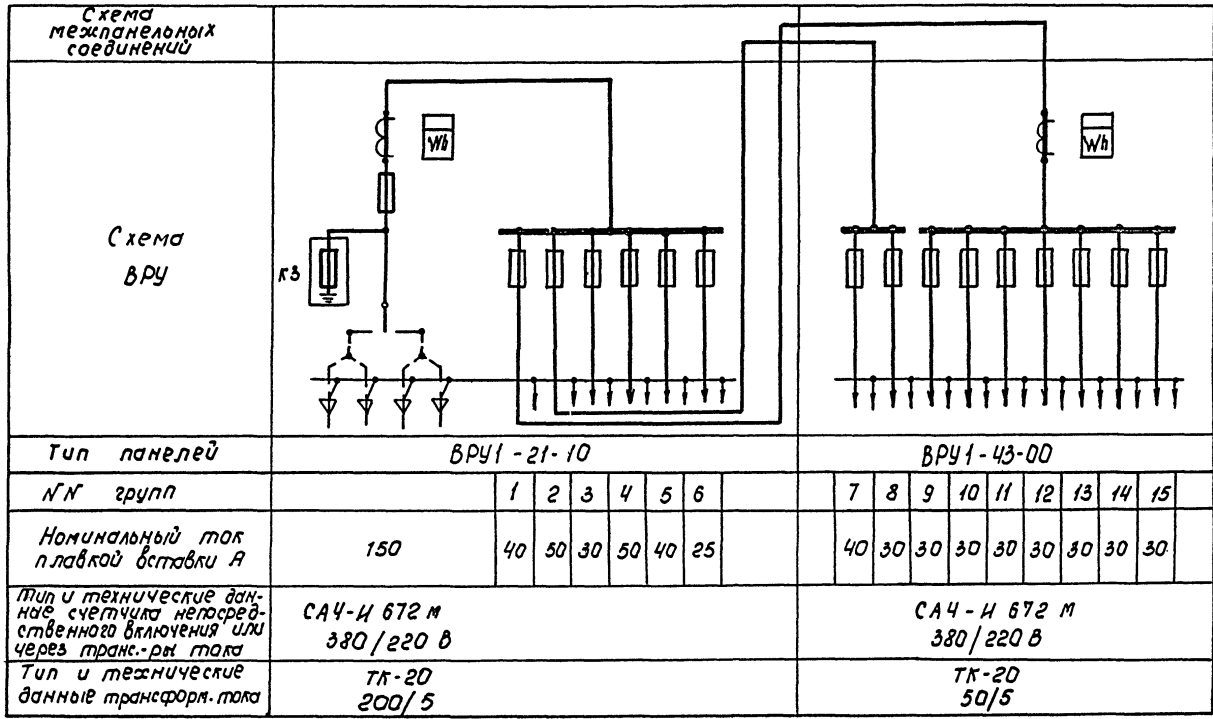 Схема
межпанельных
соединений
Wh
Wh
Схема
ВРУ
КЗ
Тип панелей
ВРУ1-21-10
ВРУ1-43-00
NN групп
1 2 3 4 5 6
7 8 9 10 11 12 13 14 15
Номинальный ток
плавкой вставки А
150
40 50 30 50 40 25
40 30 30 30 30 30 30 30 30
Тип и технические дан-
ные счетчика непосред-
ственного включения или
через транс.-ры тока
СА4-И 672 М
380/220 В
СА4-И 672 М
380/220 В
Тип и технические
данные трансформ. тока
ТК-20
200/5
ТК-20
50/5